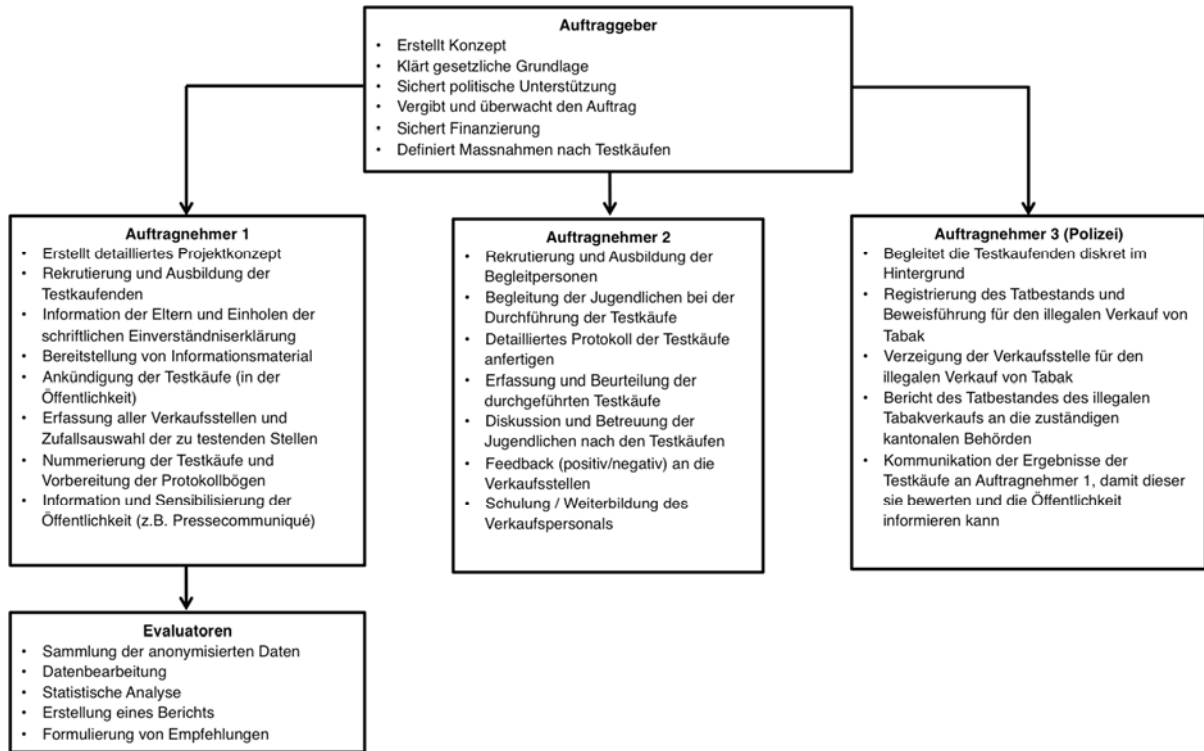 Auftraggeber
• Erstellt Konzept
• Klärt gesetzliche Grundlage
• Sichert politische Unterstützung
• Vergibt und überwacht den Auftrag
• Sichert Finanzierung
• Definiert Massnahmen nach Testkäufen
Auftragnehmer 1
• Erstellt detailliertes Projektkonzept
• Rekrutierung und Ausbildung der
Testkaufenden
• Information der Eltern und Einholen der
schriftlichen Einverständniserklärung
• Bereitstellung von Informationsmaterial
• Ankündigung der Testkäufe (in der
Öffentlichkeit)
• Erfassung aller Verkaufsstellen und
Zufallsauswahl der zu testenden Stellen
• Nummerierung der Testkäufe und
Vorbereitung der Protokollbögen
• Information und Sensibilisierung der
Öffentlichkeit (z.B. Pressecommuniqué)
Auftragnehmer 2
• Rekrutierung und Ausbildung der
Begleitpersonen
• Begleitung der Jugendlichen bei der
Durchführung der Testkäufe
• Detailliertes Protokoll der Testkäufe
anfertigen
• Erfassung und Beurteilung der
durchgeführten Testkäufe
• Diskussion und Betreuung der
Jugendlichen nach den Testkäufen
• Feedback (positiv/negativ) an die
Verkaufsstellen
• Schulung / Weiterbildung des
Verkaufspersonals
Auftragnehmer 3 (Polizei)
• Begleitet die Testkaufenden diskret im
Hintergrund
• Registrierung des Tatbestands und
Beweisführung für den illegalen Verkauf von
Tabak
• Verzeigung der Verkaufsstelle für den
illegalen Verkauf von Tabak
• Bericht des Tatbestandes des illegalen
Tabakverkaufs an die zuständigen
kantonalen Behörden
• Kommunikation der Ergebnisse der
Testkäufe an Auftragnehmer 1, damit dieser
sie bewerten und die Öffentlichkeit
informieren kann
Evaluatoren
• Sammlung der anonymisierten Daten
• Datenbearbeitung
• Statistische Analyse
• Erstellung eines Berichts
• Formulierung von Empfehlungen